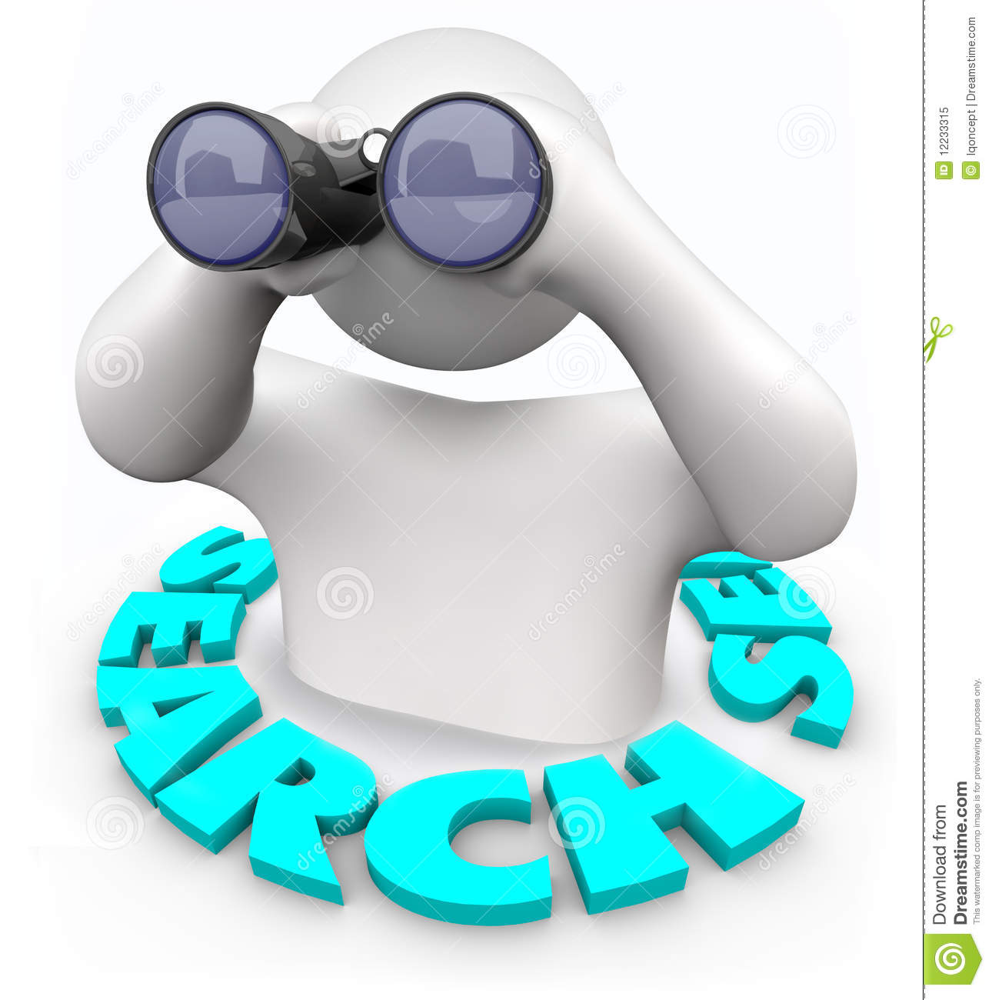 SEARCH SE
dreamstime
Download from
Dreamstime.com
This watermarked comp image is for previewing purposes only.
ID 12233315
© Iqoncept | Dreamstime.com